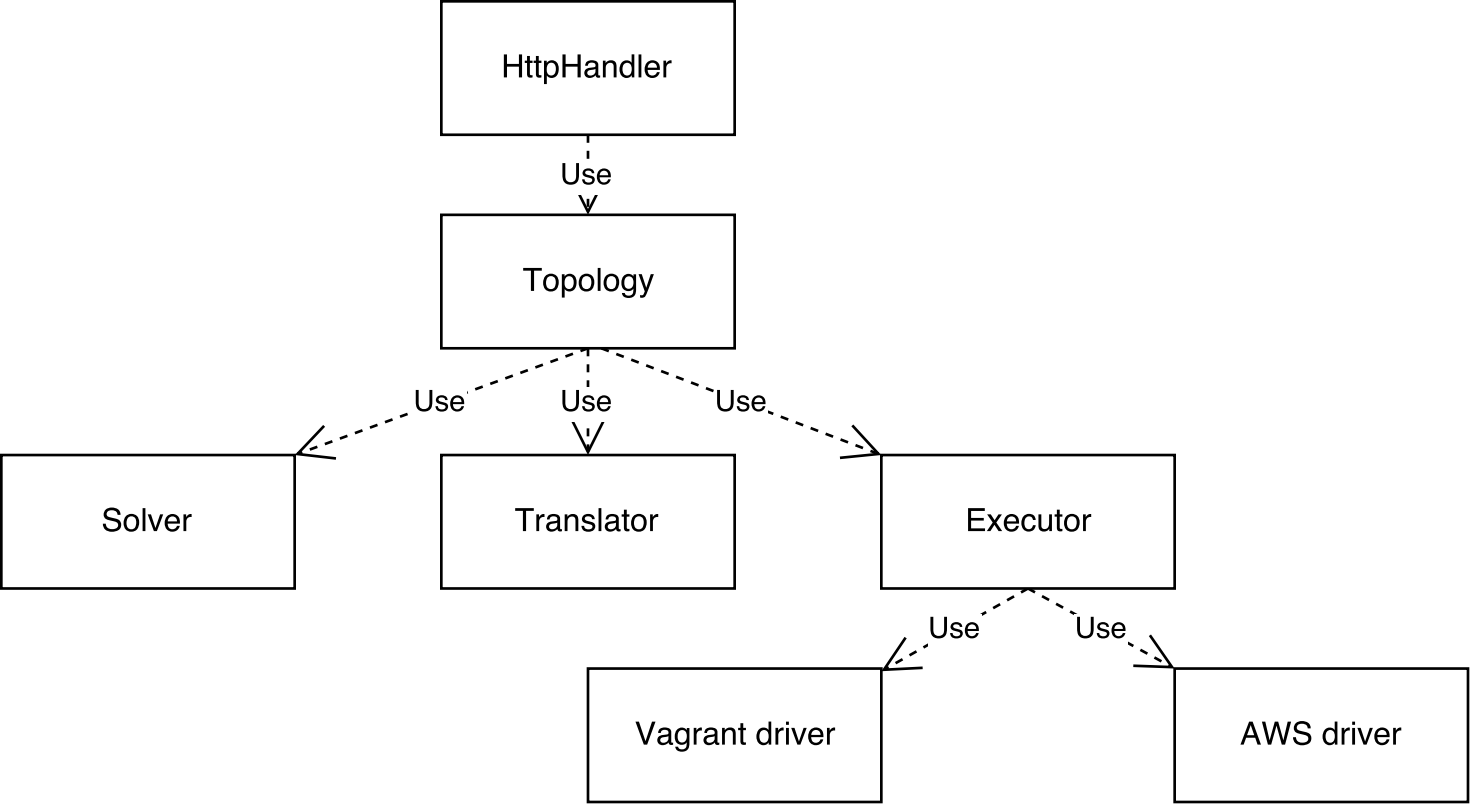 HttpHandler
Use
Topology
Use
Use
Use
Solver
Translator
Executor
Use
Use
Vagrant driver
AWS driver